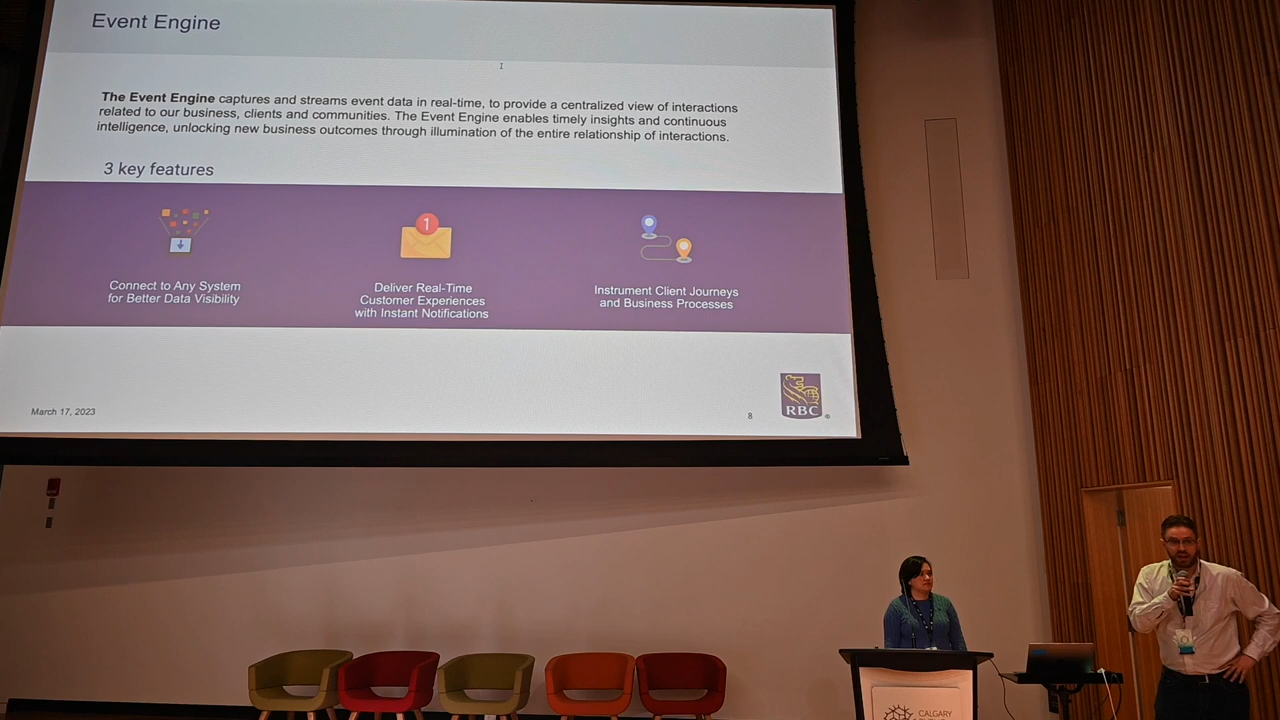 Event Engine
The Event Engine captures and streams event data in real-time, to provide a centralized view of interactions
related to our business, clients and communities. The Event Engine enables timely insights and continuous
intelligence, unlocking new business outcomes through illumination of the entire relationship of interactions.
3 key features
1
Connect to Any System
for Better Data Visibility
Deliver Real-Time
Customer Experiences
with Instant Notifications
Instrument Client Journeys
and Business Processes
RBC
®
March 17, 2023
8
CALGARY